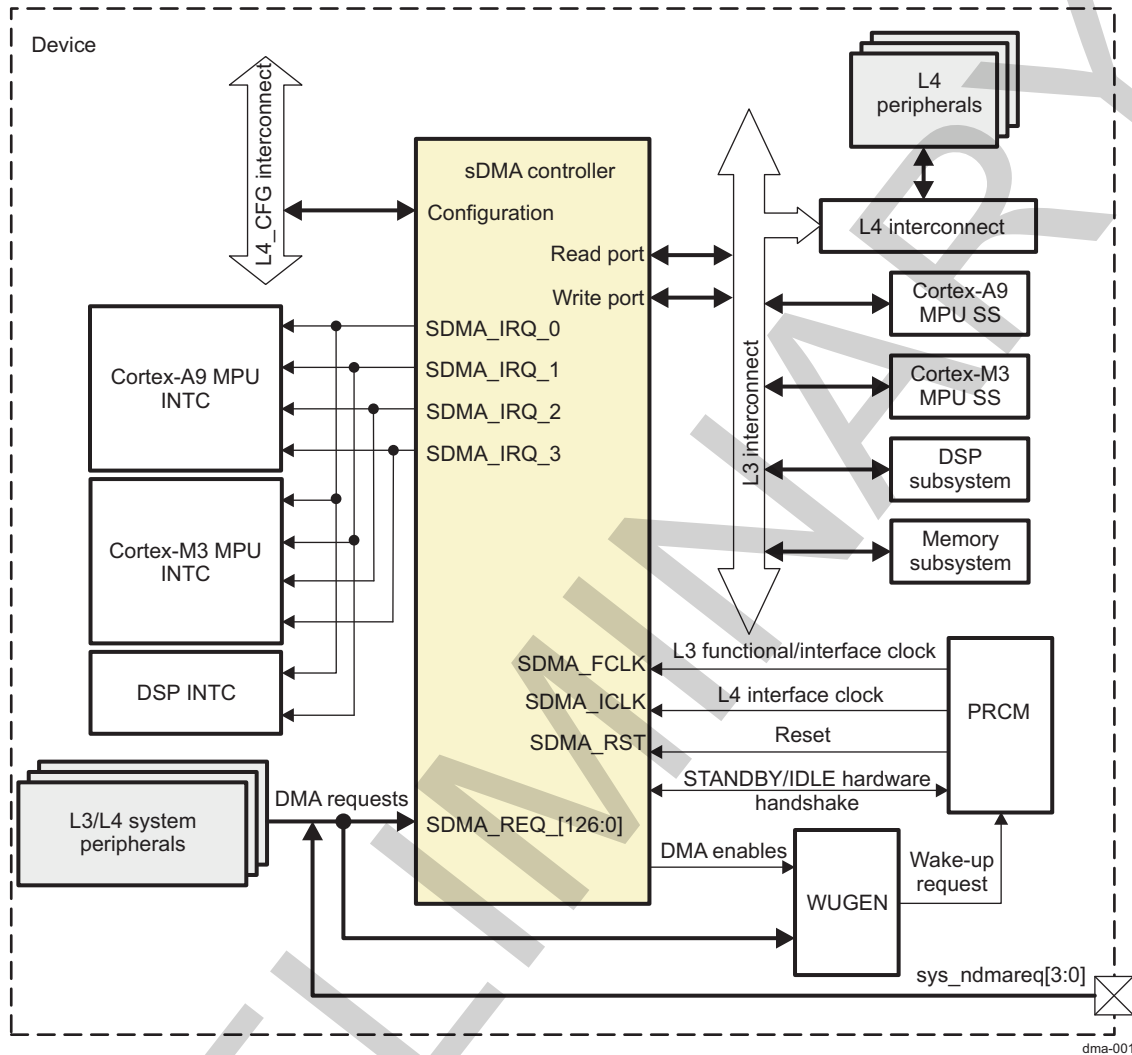 Device
L4_CFG interconnect
sDMA controller
Configuration
Read port
Write port
SDMA_IRQ_0
SDMA_IRQ_1
SDMA_IRQ_2
SDMA_IRQ_3
Cortex-A9 MPU
INTC
Cortex-M3 MPU
INTC
DSP INTC
L3/L4 system
peripherals
DMA requests
SDMA_REQ_[126:0]
L3 interconnect
L4
peripherals
L4 interconnect
Cortex-A9
MPU SS
Cortex-M3
MPU SS
DSP
subsystem
Memory
subsystem
SDMA_FCLK
L3 functional/interface clock
SDMA_ICLK
L4 interface clock
SDMA_RST
Reset
STANDBY/IDLE hardware
handshake
PRCM
DMA enables
WUGEN
Wake-up
request
sys_ndmareq[3:0]
dma-001
PRELIMINARY